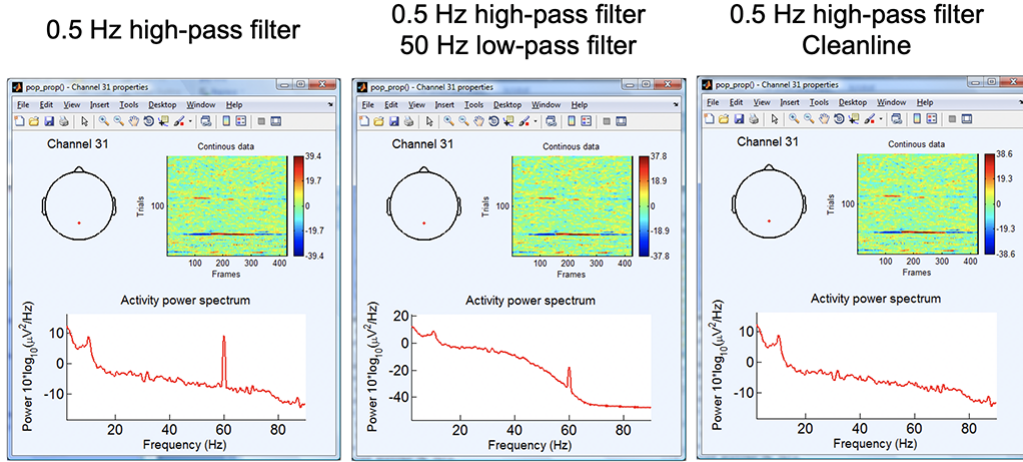 0.5 Hz high-pass filter
0.5 Hz high-pass filter
50 Hz low-pass filter
0.5 Hz high-pass filter
Cleanline
pop_prop() - Channel 31 properties
File Edit View Insert Tools Desktop Window Help
Channel 31
Continous data
Trials
100
39.4
19.7
0
-19.7
-39.4
100 200 300 400
Frames
Activity power spectrum
Power 10*log10(μV2/Hz)
10
0
-10
20 40 60 80
Frequency (Hz)
pop_prop() - Channel 31 properties
File Edit View Insert Tools Desktop Window Help
Channel 31
Continous data
Trials
100
37.8
18.9
0
-18.9
-37.8
100 200 300 400
Frames
Activity power spectrum
Power 10*log10(μV2/Hz)
20
0
-20
-40
20 40 60 80
Frequency (Hz)
pop_prop() - Channel 31 properties
File Edit View Insert Tools Desktop Window Help
Channel 31
Continous data
Trials
100
38.6
19.3
0
-19.3
-38.6
100 200 300 400
Frames
Activity power spectrum
Power 10*log10(μV2/Hz)
10
0
-10
20 40 60 80
Frequency (Hz)